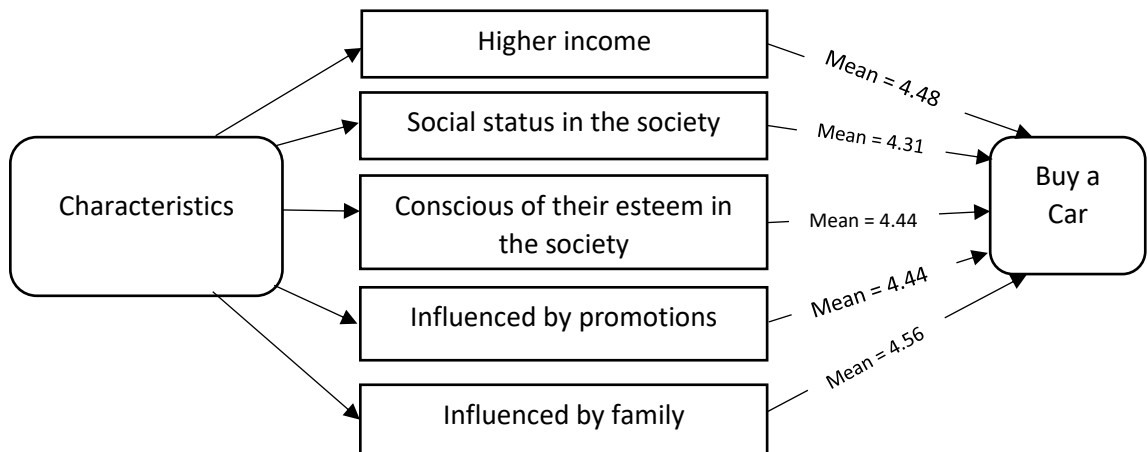 Higher income
Mean = 4.48
Social status in the society
Mean = 4.31
Characteristics
Conscious of their esteem in
the society
Mean = 4.44
Buy a
Car
Influenced by promotions
Mean = 4.44
Influenced by family
Mean = 4.56